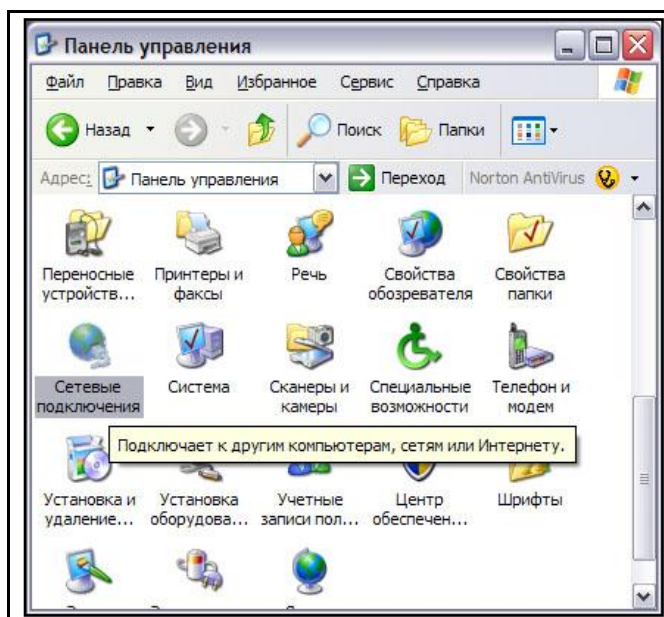 Панель управления
Файл Правка Вид Избранное Сервис Справка
Назад Поиск Папки
Адрес: Панель управления Переход Norton AntiVirus
Переносные Принтеры и Речь Свойства Свойства
устройств... факсы обозревателя папки
Сетевые Система Сканеры и Специальные Телефон и
подключения камеры возможности модем
Подключает к другим компьютерам, сетям или Интернету.
Установка и Установка Учетные Центр Шрифты
удаление... оборудова... записи пол... обеспечен...